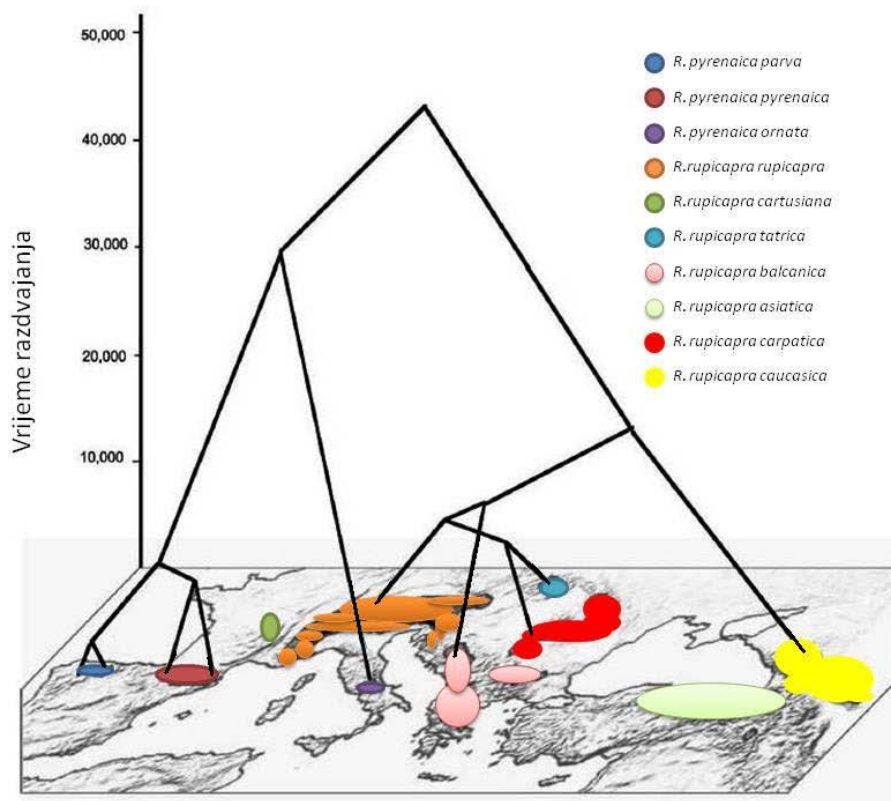 50,000
40,000
30,000
20,000
10,000
Vrijeme razdvajanja
R. pyrenaica parva
R. pyrenaica pyrenaica
R. pyrenaica ornata
R.rupicapra rupicapra
R.rupicapra cartusiana
R.rupicapra tatrica
R. rupicapra balcanica
R. rupicapra asiatica
R. rupicapra carpatica
R. rupicapra caucasica